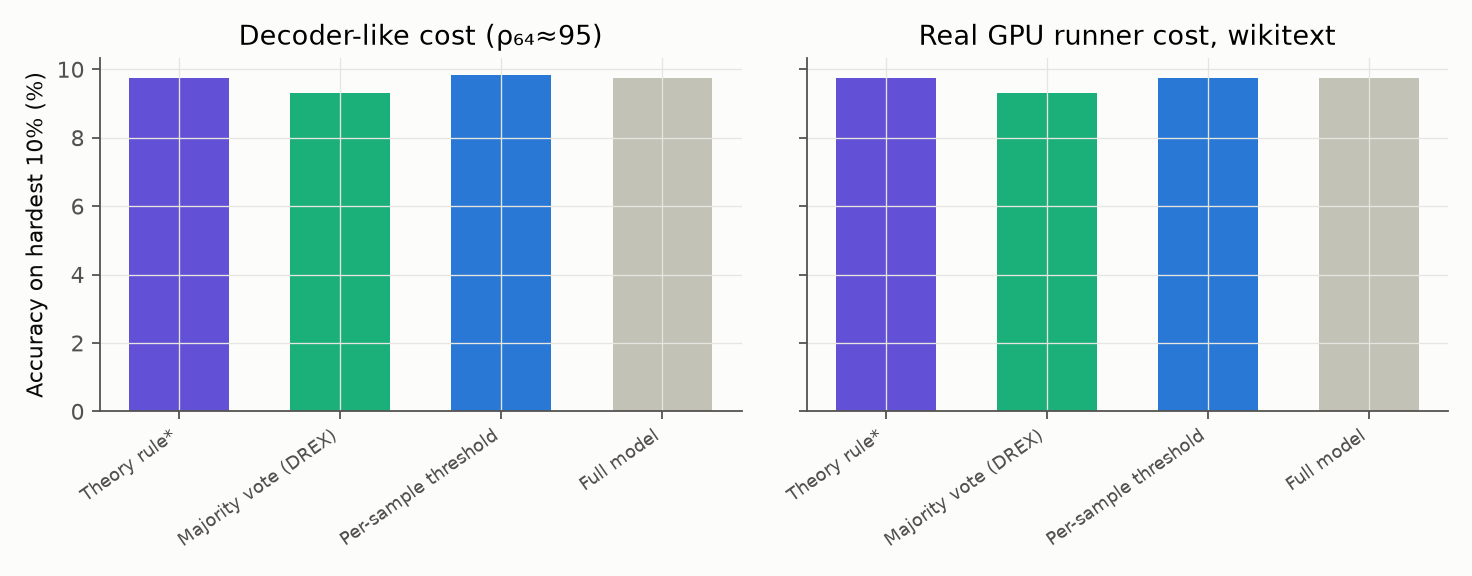 Decoder-like cost (ρ₆₄≈95)
Accuracy on hardest 10% (%)
10
8
6
4
2
0
Theory rule*
Majority vote (DREX)
Per-sample threshold
Full model
Real GPU runner cost, wikitext
Theory rule*
Majority vote (DREX)
Per-sample threshold
Full model